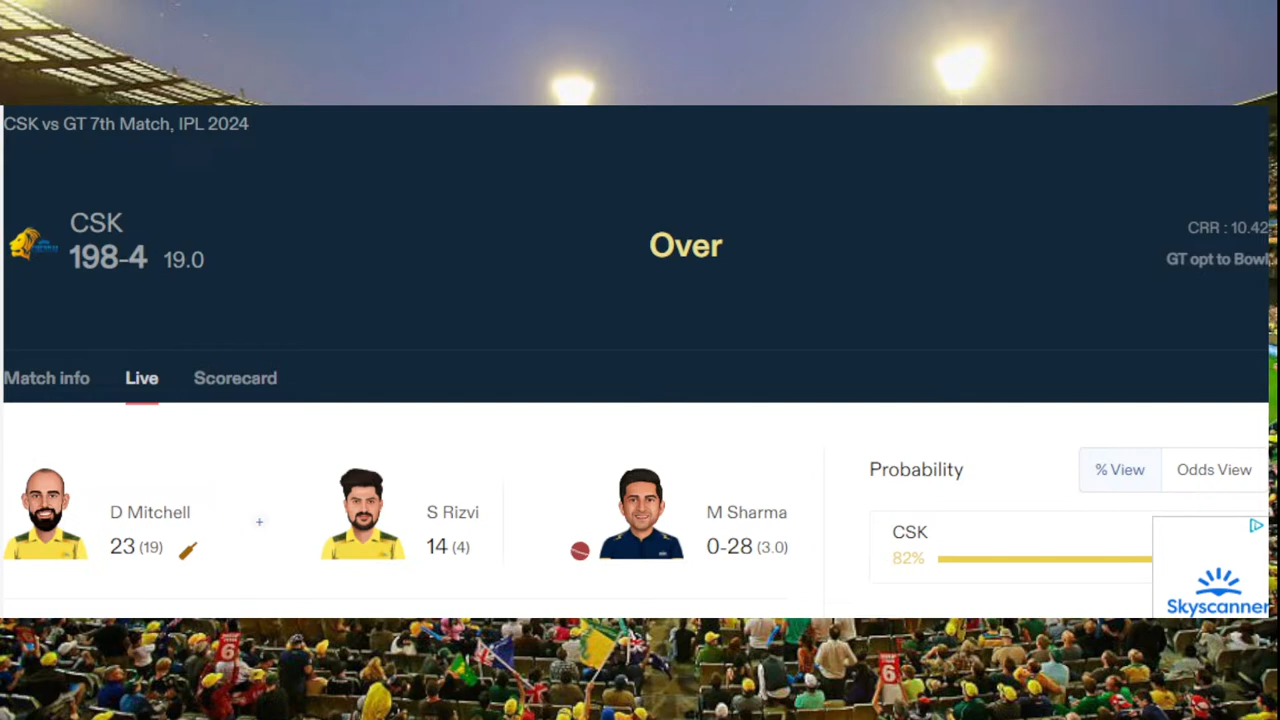 CSK vs GT 7th Match, IPL 2024
CSK
198-4 19.0
Over
CRR : 10.42
GT opt to Bowl
Match info Live Scorecard
D Mitchell
23 (19)
+
S Rizvi
14 (4)
M Sharma
0-28 (3.0)
Probability
% View Odds View
CSK
82%
Skyscanner
6
6